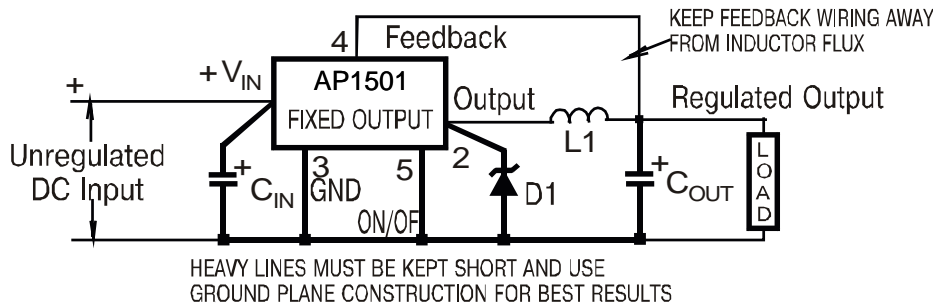 KEEP FEEDBACK WIRING AWAY
FROM INDUCTOR FLUX
4
Feedback
+VIN
AP1501
FIXED OUTPUT
Output
L1
Regulated Output
+
Unregulated
DC Input
+
CIN
3
GND
5
ON/OF
2
D1
+
COUT
LOAD
HEAVY LINES MUST BE KEPT SHORT AND USE
GROUND PLANE CONSTRUCTION FOR BEST RESULTS